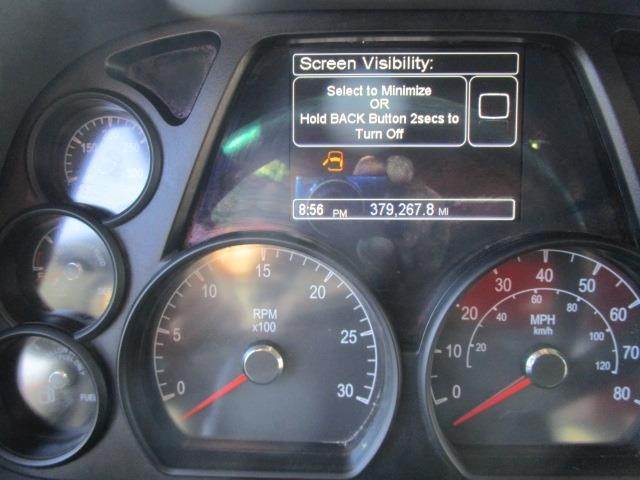 Screen Visibility:
Select to Minimize
OR
Hold BACK Button 2secs to
Turn Off
8:56 PM 379,267.8 MI
150
RPM
x100
0
5
10
15
20
25
30
MPH
km/h
0
10
20
30
40
50
60
80
20
40
60
80
100
120
FUEL